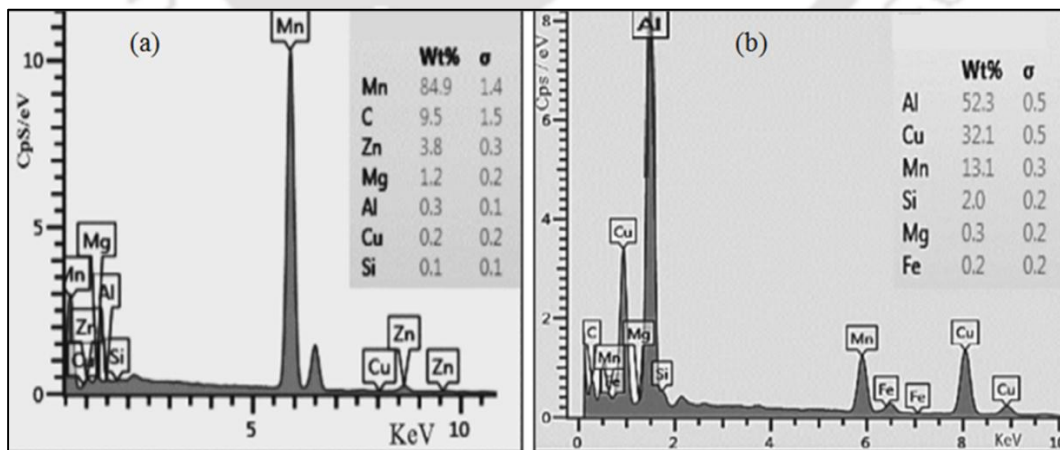 (a)
Mn
Wt% σ
Mn 84.9 1.4
C 9.5 1.5
Zn 3.8 0.3
Mg 1.2 0.2
Al 0.3 0.1
Cu 0.2 0.2
Si 0.1 0.1
10
5
0
CpS/eV
Mg
Mn
Al
Zn
Cu
Si
Cu
Zn
Zn
5
KeV
10
(b)
Al
Wt% σ
Al 52.3 0.5
Cu 32.1 0.5
Mn 13.1 0.3
Si 2.0 0.2
Mg 0.3 0.2
Fe 0.2 0.2
8
6
4
2
0
Cps / eV
Cu
C
Mn
Fe
Mg
Si
Mn
Fe
Fe
Cu
Cu
0 2 4 6 8 KeV 10